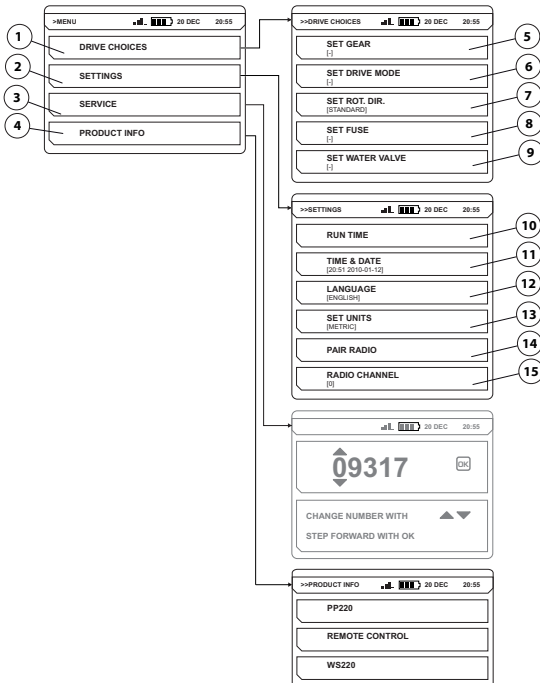 >MENU 20 DEC 20:55
1 DRIVE CHOICES
2 SETTINGS
3 SERVICE
4 PRODUCT INFO
>>DRIVE CHOICES 20 DEC 20:55
SET GEAR
[-]
5
SET DRIVE MODE
[-]
6
SET ROT. DIR.
[STANDARD]
7
SET FUSE
[-]
8
SET WATER VALVE
[-]
9
>>SETTINGS 20 DEC 20:55
RUN TIME
10
TIME & DATE
[20:51 2010-01-12]
11
LANGUAGE
[ENGLISH]
12
SET UNITS
[METRIC]
13
PAIR RADIO
14
RADIO CHANNEL
[0]
15
20 DEC 20:55
09317 OK
CHANGE NUMBER WITH
STEP FORWARD WITH OK
>>PRODUCT INFO 20 DEC 20:55
PP220
REMOTE CONTROL
WS220